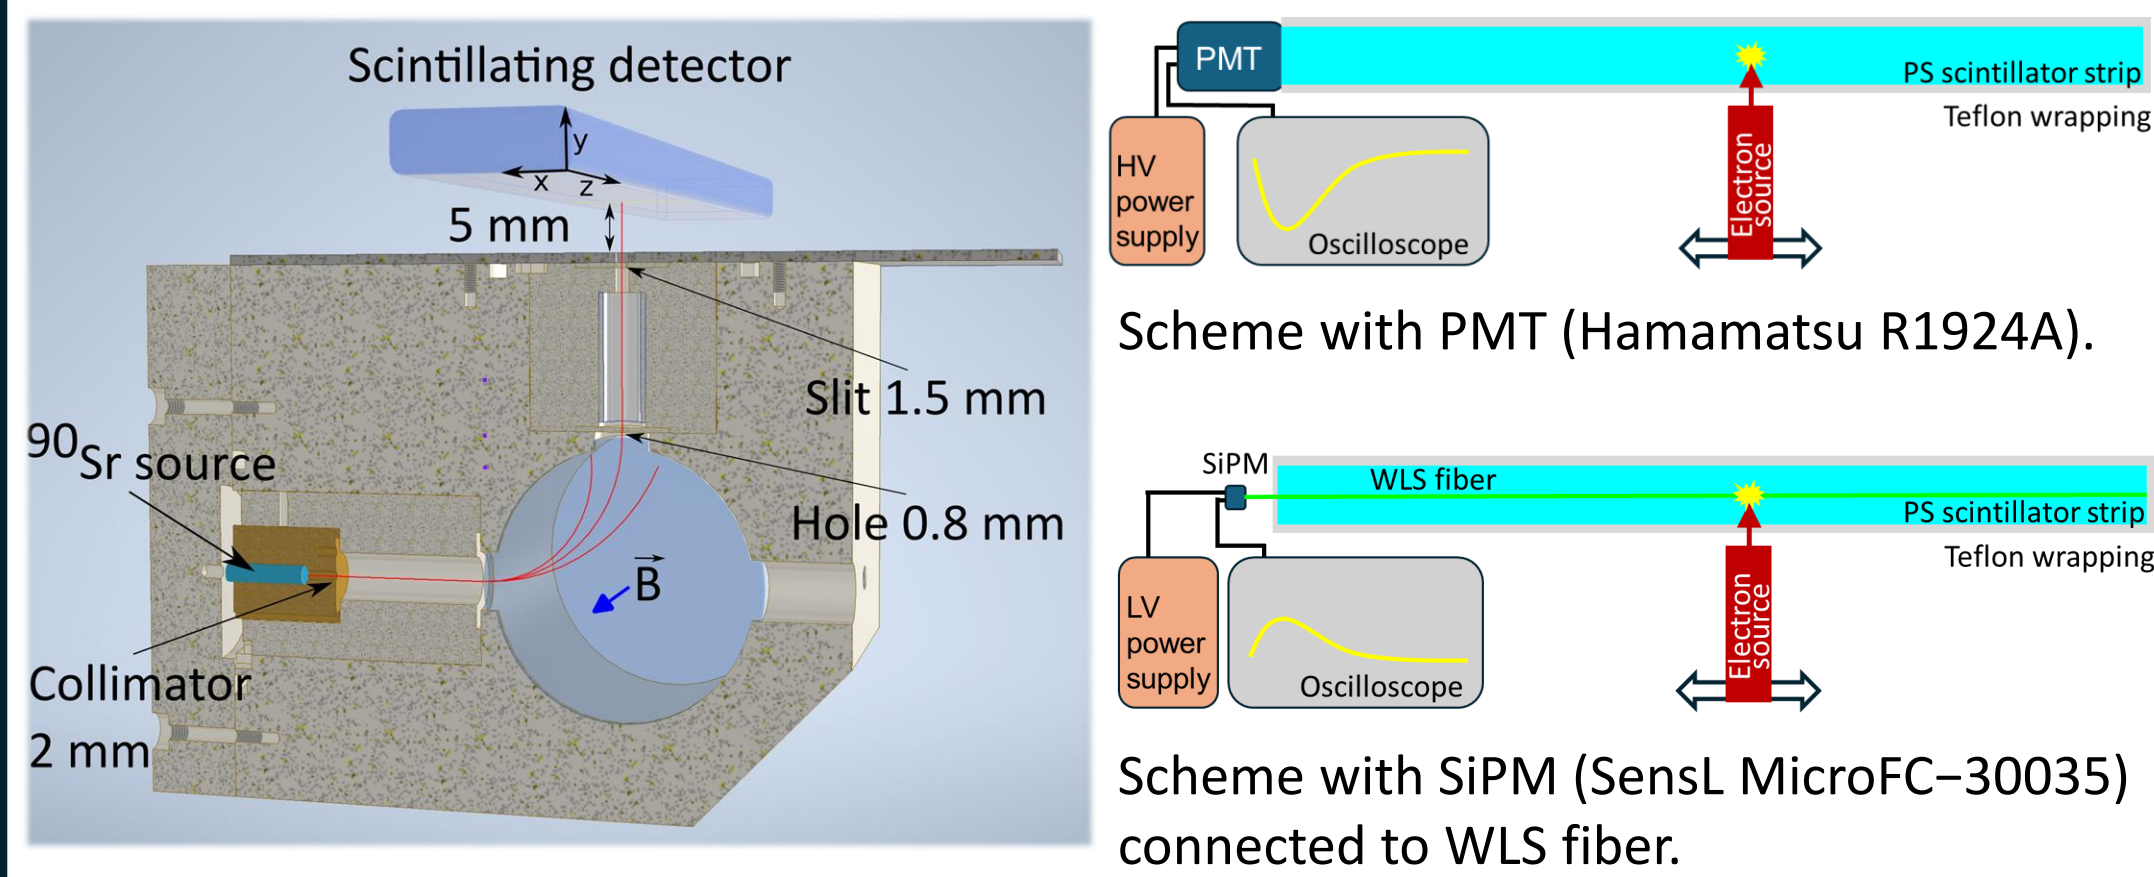 Scintillating detector
y
x
z
5 mm
Slit 1.5 mm
90Sr source
Hole 0.8 mm
B
Collimator
2 mm
PMT
PS scintillator strip
Teflon wrapping
HV
power
supply
Oscilloscope
Electron
source
Scheme with PMT (Hamamatsu R1924A).
SiPM
WLS fiber
PS scintillator strip
Teflon wrapping
LV
power
supply
Oscilloscope
Electron
source
Scheme with SiPM (SensL MicroFC−30035)
connected to WLS fiber.